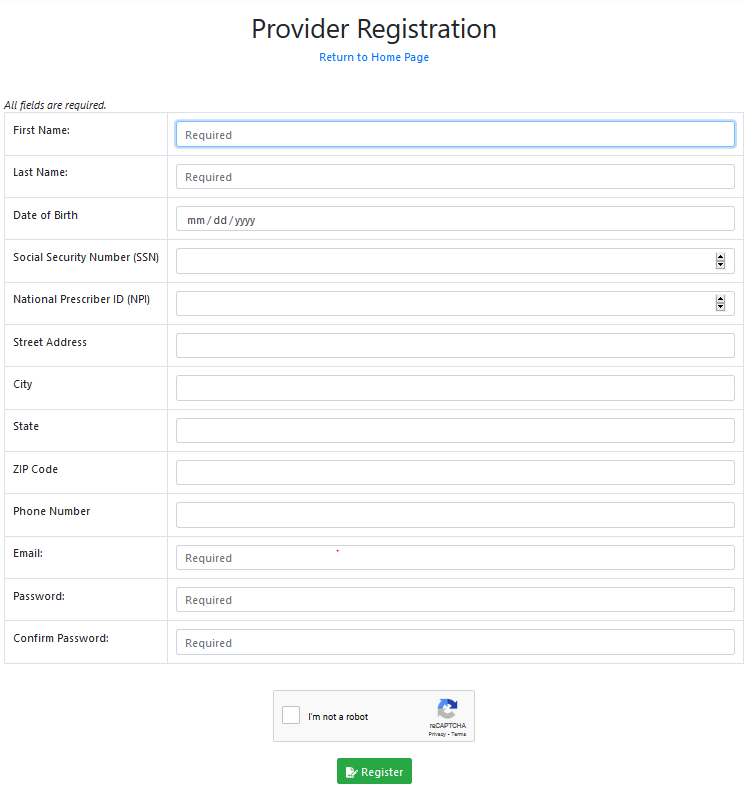 Provider Registration
Return to Home Page
All fields are required.
First Name: Required
Last Name: Required
Date of Birth mm / dd / yyyy
Social Security Number (SSN)
National Prescriber ID (NPI)
Street Address
City
State
ZIP Code
Phone Number
Email: Required
Password: Required
Confirm Password: Required
I'm not a robot
reCAPTCHA
Privacy - Terms
Register